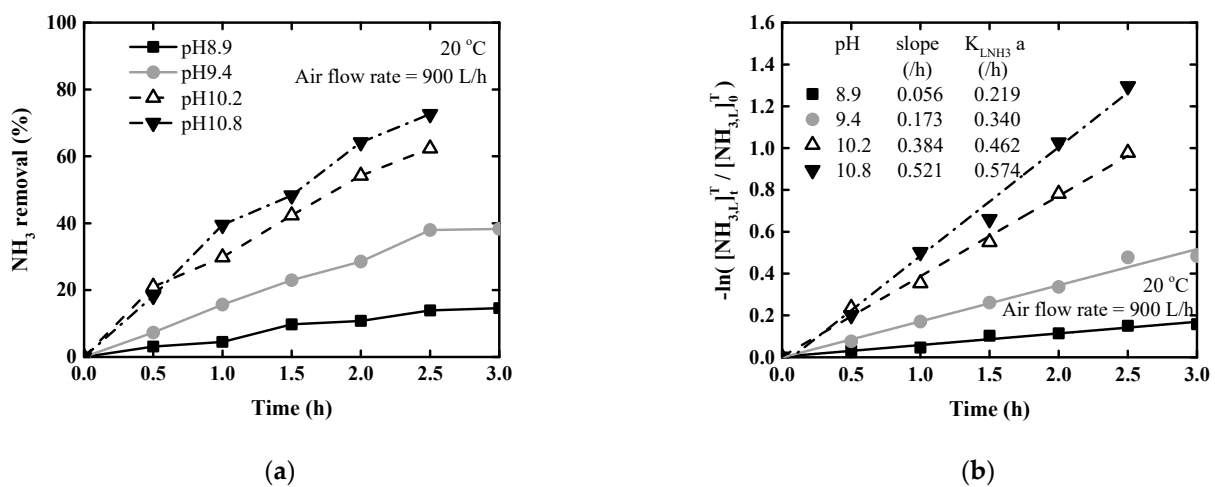 100
80
60
40
20
0
NH3 removal (%)
pH8.9
pH9.4
pH10.2
pH10.8
20 °C
Air flow rate = 900 L/h
0.0 0.5 1.0 1.5 2.0 2.5 3.0
Time (h)
(a)
1.6
1.4
1.2
1.0
0.8
0.6
0.4
0.2
0.0
-ln( [NH3,L]tT / [NH3,L]0T )
pH slope KLNH3 a
(/h) (/h)
8.9 0.056 0.219
9.4 0.173 0.340
10.2 0.384 0.462
10.8 0.521 0.574
20 °C
Air flow rate = 900 L/h
0.0 0.5 1.0 1.5 2.0 2.5 3.0
Time (h)
(b)